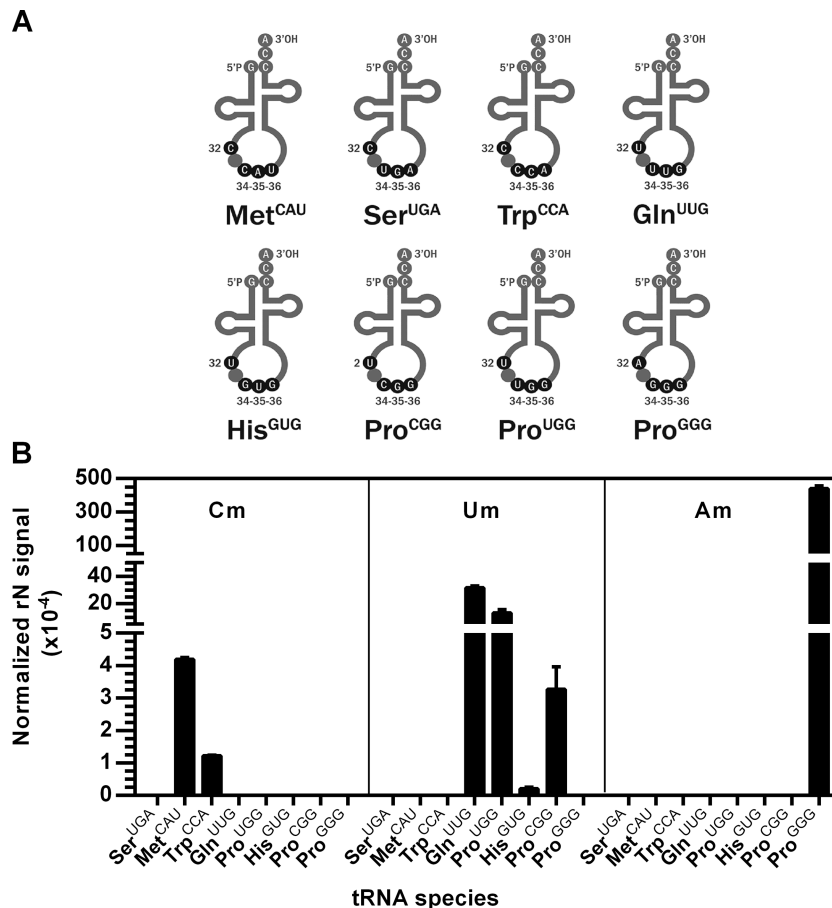 A
A 3'OH A 3'OH A 3'OH A 3'OH
C C C C
5'P G C 5'P G C 5'P G C 5'P G C
32 C 32 C 32 C 32 U
C A U U G A C C A U U G
34-35-36 34-35-36 34-35-36 34-35-36
Met^CAU Ser^UGA Trp^CCA Gln^UUG
A 3'OH A 3'OH A 3'OH A 3'OH
C C C C
5'P G C 5'P G C 5'P G C 5'P G C
32 U 2 U 32 U 32 A
G U G C G G U G G G G G
34-35-36 34-35-36 34-35-36 34-35-36
His^GUG Pro^CGG Pro^UGG Pro^GGG
B
Normalized rN signal
(x10^-4)
500
300
100
40
20
5
4
3
2
1
0
Cm Um Am
Ser^UGA Met^CAU Trp^CCA Gln^UUG Pro^UGG His^GUG Pro^CGG Pro^GGG Ser^UGA Met^CAU Trp^CCA Gln^UUG Pro^UGG His^GUG Pro^CGG Pro^GGG Ser^UGA Met^CAU Trp^CCA Gln^UUG Pro^UGG His^GUG Pro^CGG Pro^GGG
tRNA species